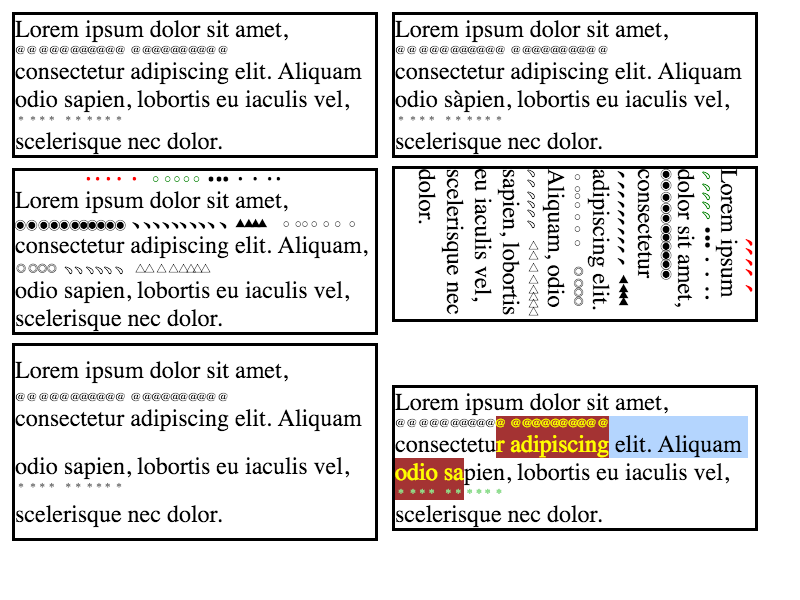 Lorem ipsum dolor sit amet,
consectetur adipiscing elit. Aliquam
odio sapien, lobortis eu iaculis vel,
scelerisque nec dolor.
Lorem ipsum dolor sit amet,
consectetur adipiscing elit. Aliquam
odio sàpien, lobortis eu iaculis vel,
scelerisque nec dolor.
Lorem ipsum dolor sit amet,
consectetur adipiscing elit. Aliquam,
odio sapien, lobortis eu iaculis vel,
scelerisque nec dolor.
Lorem ipsum
dolor sit amet,
consectetur
adipiscing elit.
Aliquam, odio
sapien, lobortis
eu iaculis vel,
scelerisque nec
dolor.
Lorem ipsum dolor sit amet,
consectetur adipiscing elit. Aliquam
odio sapien, lobortis eu iaculis vel,
scelerisque nec dolor.
Lorem ipsum dolor sit amet,
consectetur adipiscing elit. Aliquam
odio sapien, lobortis eu iaculis vel,
scelerisque nec dolor.